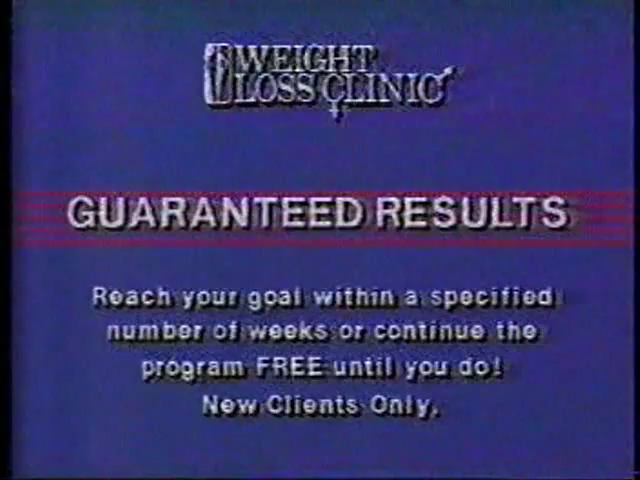 WEIGHT
LOSS CLINIC
GUARANTEED RESULTS
Reach your goal within a specified
number of weeks or continue the
program FREE until you do!
New Clients Only.